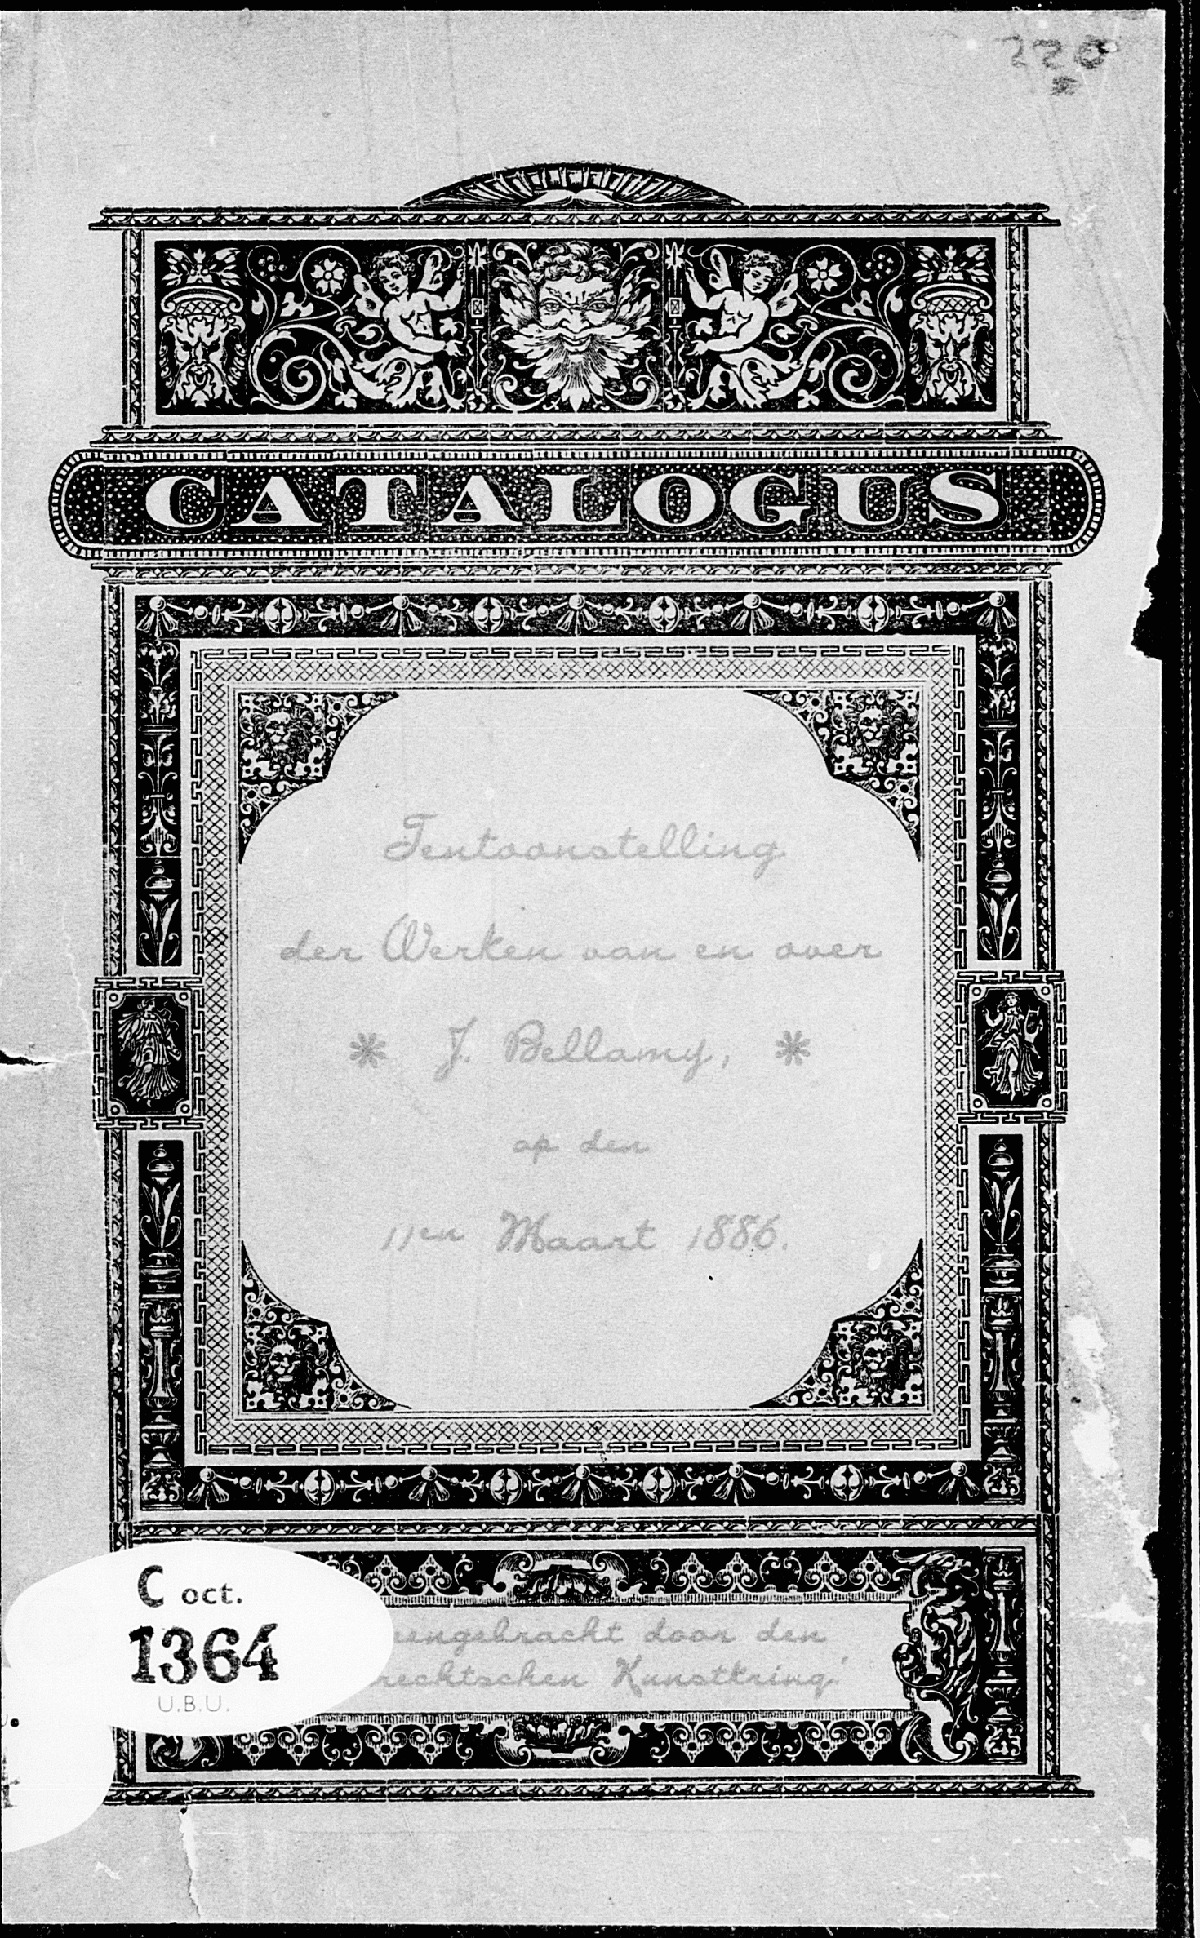 220
CATALOGUS
Tentoonstelling
der Werken van en over
* J. Bellamy, *
op den
11en Maart 1886.
eengebracht door den
rechtschen Kunstkring'
C oct.
1364
U.B.U.